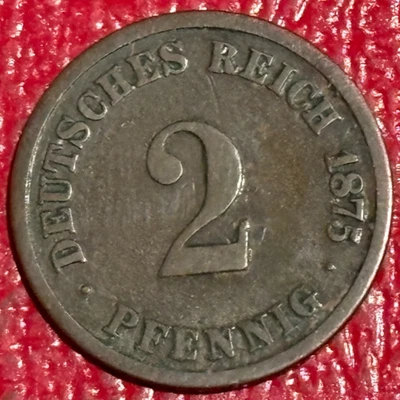 DEUTSCHES REICH 1875
2
· PFENNIG ·